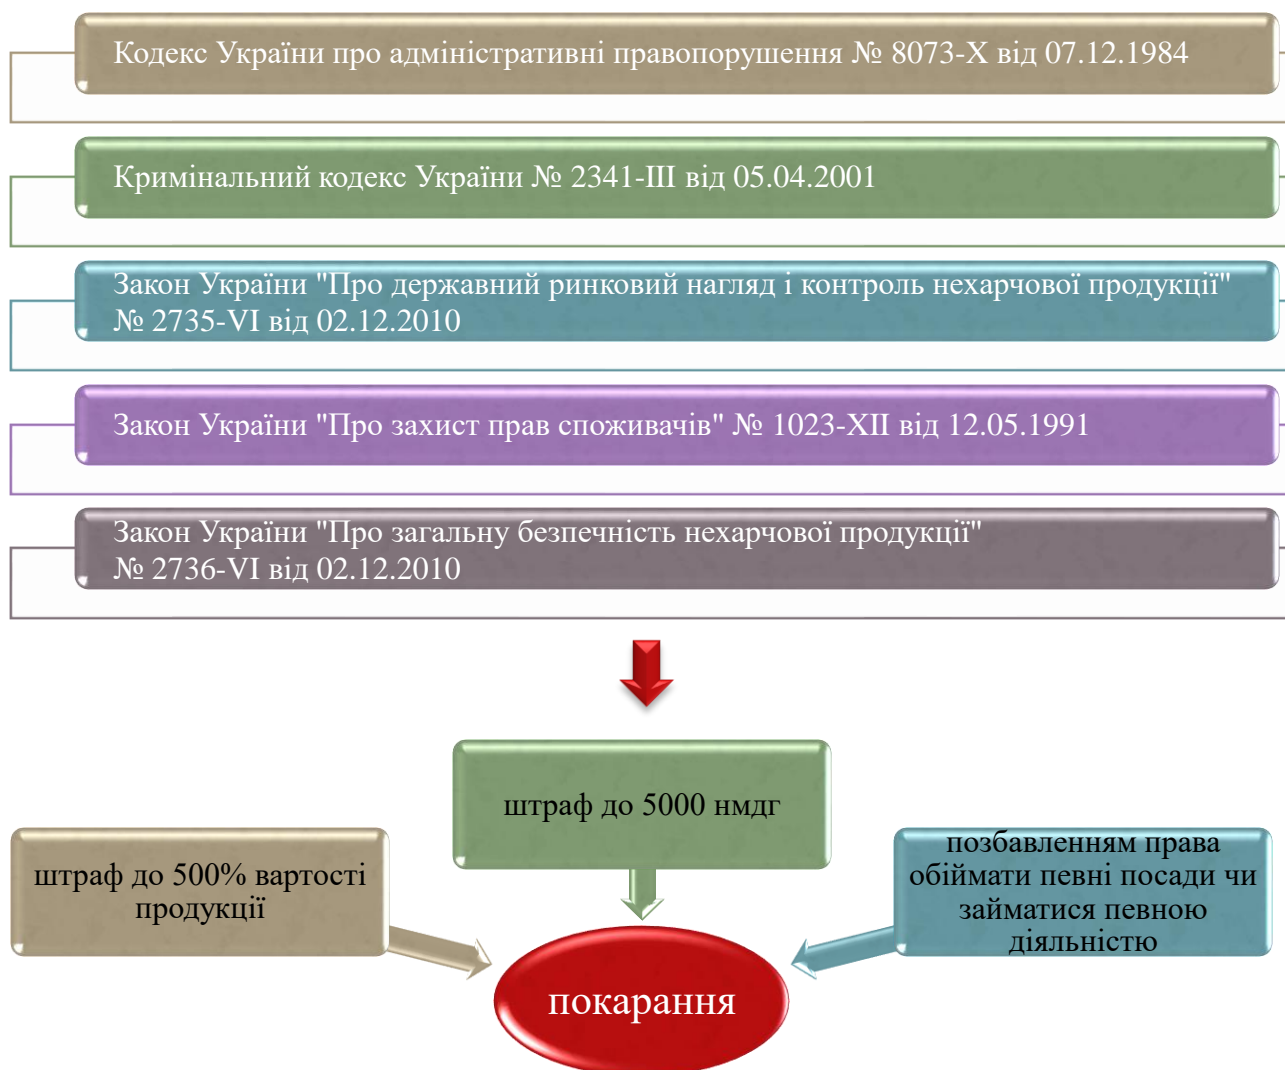 Кодекс України про адміністративні правопорушення № 8073-X від 07.12.1984
Кримінальний кодекс України № 2341-III від 05.04.2001
Закон України "Про державний ринковий нагляд і контроль нехарчової продукції"
№ 2735-VI від 02.12.2010
Закон України "Про захист прав споживачів" № 1023-XII від 12.05.1991
Закон України "Про загальну безпечність нехарчової продукції"
№ 2736-VI від 02.12.2010
штраф до 5000 нмдг
штраф до 500% вартості
продукції
позбавленням права
обіймати певні посади чи
займатися певною
діяльністю
покарання